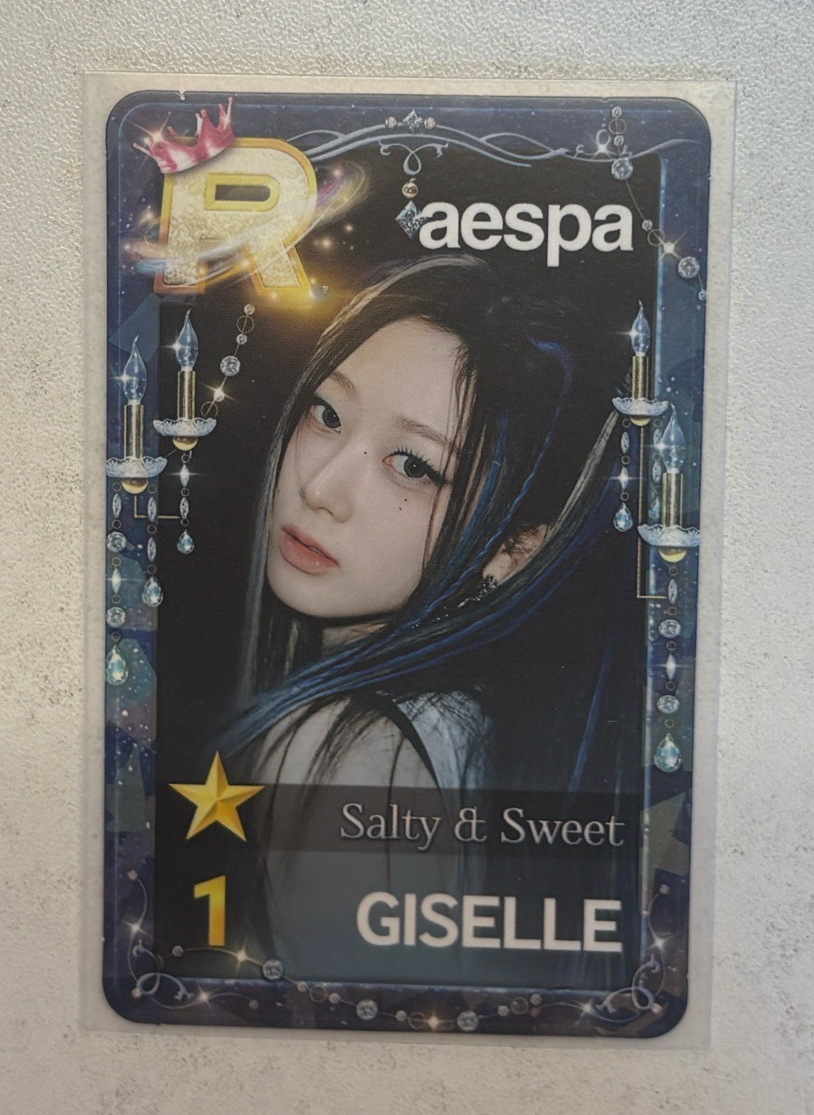 R
aespa
Salty & Sweet
1
GISELLE